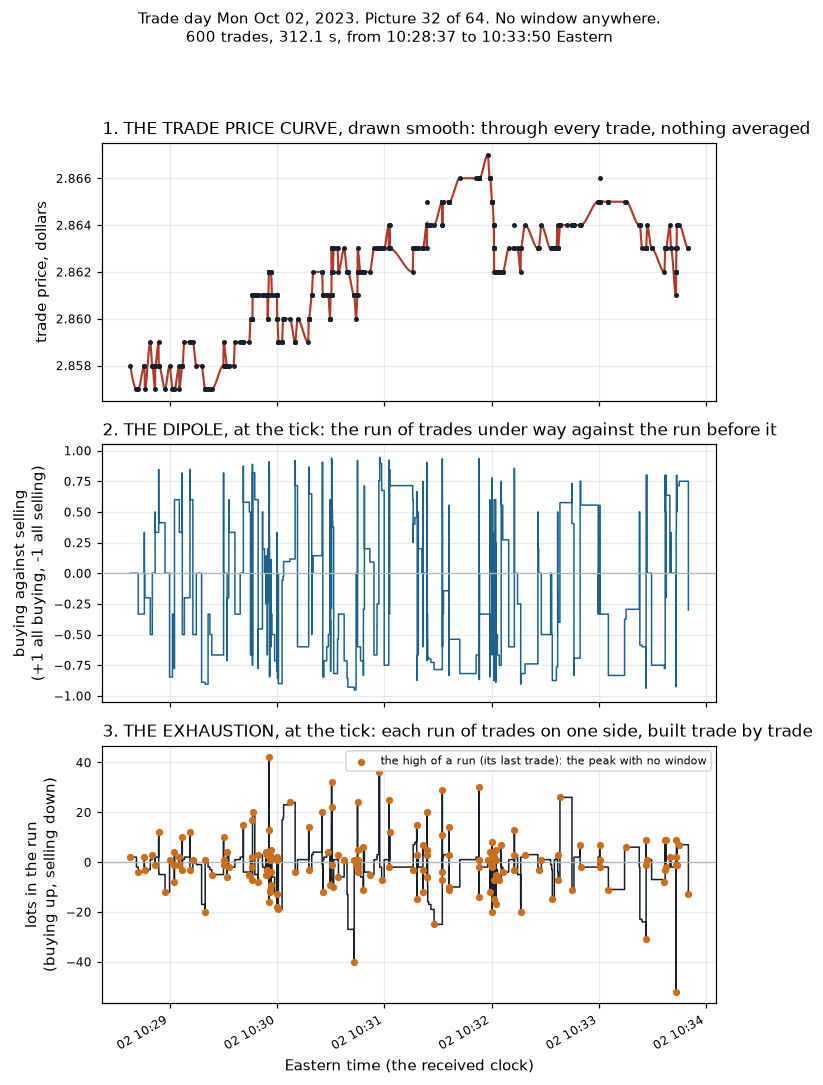 Trade day Mon Oct 02, 2023. Picture 32 of 64. No window anywhere.
600 trades, 312.1 s, from 10:28:37 to 10:33:50 Eastern
1. THE TRADE PRICE CURVE, drawn smooth: through every trade, nothing averaged
trade price, dollars
2.866
2.864
2.862
2.860
2.858
2. THE DIPOLE, at the tick: the run of trades under way against the run before it
buying against selling
(+1 all buying, -1 all selling)
1.00
0.75
0.50
0.25
0.00
−0.25
−0.50
−0.75
−1.00
3. THE EXHAUSTION, at the tick: each run of trades on one side, built trade by trade
lots in the run
(buying up, selling down)
40
20
0
−20
−40
the high of a run (its last trade): the peak with no window
02 10:29
02 10:30
02 10:31
02 10:32
02 10:33
02 10:34
Eastern time (the received clock)